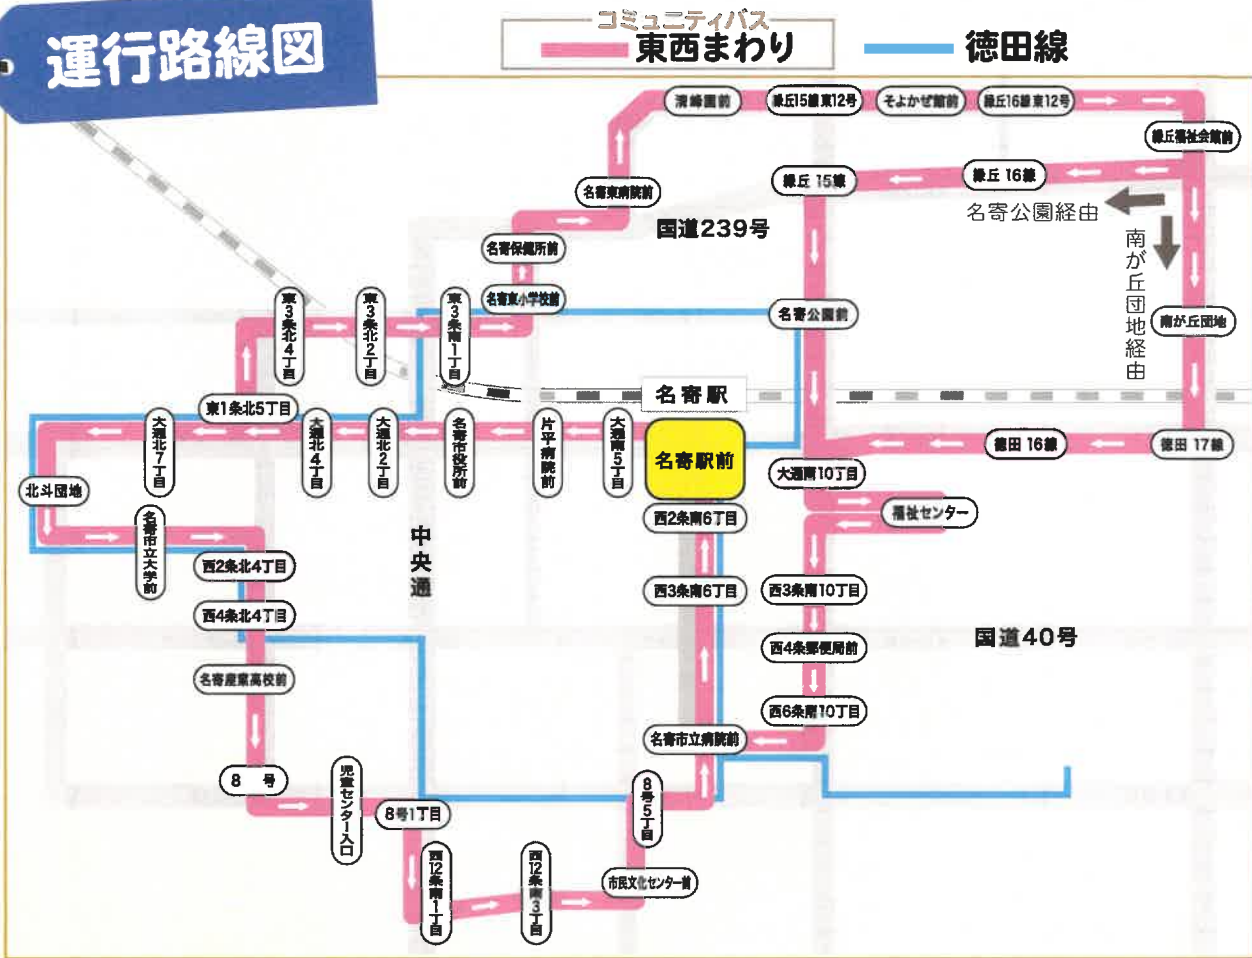 運行路線図
コミュニティバス
東西まわり
徳田線
清峰園前
緑丘15線東12号
そよかぜ館前
緑丘16線東12号
緑丘福祉会館前
名寄東病院前
緑丘 15線
緑丘 16線
名寄公園経由
国道239号
南が丘団地経由
名寄保健所前
名寄東小学校前
東3条北4丁目
東3条北2丁目
東3条南1丁目
名寄公園前
南が丘団地
名寄駅
東1条北5丁目
大通北7丁目
大通北4丁目
大通北2丁目
名寄市役所前
片平病院前
大通南5丁目
名寄駅前
徳田 16線
徳田 17線
大通南10丁目
北斗団地
福祉センター
名寄市立大学前
西2条南6丁目
中央通
西2条北4丁目
西3条南6丁目
西3条南10丁目
西4条北4丁目
国道40号
西4条郵便局前
名寄産業高校前
西6条南10丁目
名寄市立病院前
8 号
児童センター入口
8号1丁目
8号5丁目
西12条南1丁目
西12条南3丁目
市民文化センター前